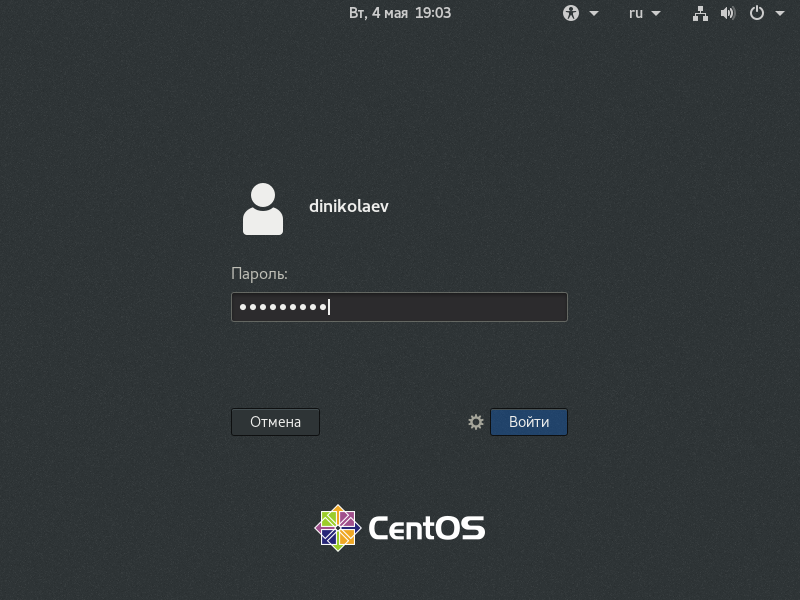 Вт, 4 мая 19:03
ru
dinikolaev
Пароль:
Отмена
Войти
CentOS